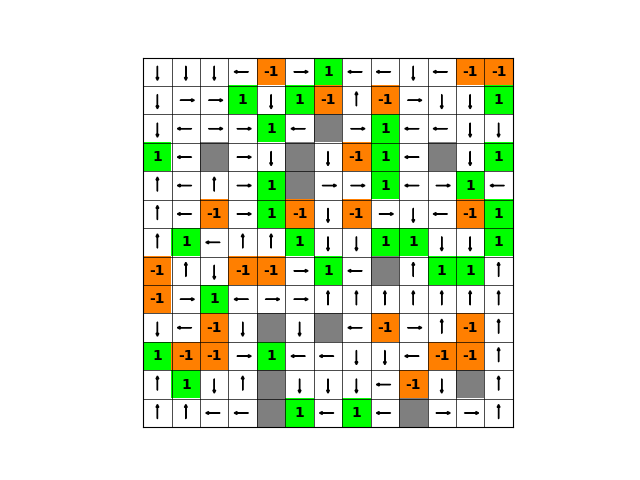 ↓ ↓ ↓ ← -1 → 1 ← ← ↓ ← -1 -1
↓ → → 1 ↓ 1 -1 ↑ -1 → ↓ ↓ 1
↓ ← → → 1 ← → 1 ← ← ↓ ↓
1 ← → ↓ ↓ -1 1 ← ↓ 1
↑ ← ↑ → 1 → → 1 ← → 1 ←
↑ ← -1 → 1 -1 ↓ -1 → ↓ ← -1 1
↑ 1 ← ↑ ↑ 1 ↓ ↓ 1 1 ↓ ↓ 1
-1 ↑ ↓ -1 -1 → 1 ← ↑ 1 1 ↑
-1 → 1 ← → → ↑ ↑ ↑ ↑ ↑ ↑ ↑
↓ ← -1 ↓ ↓ ← -1 → ↑ -1 ↑
1 -1 -1 → 1 ← ← ↓ ↓ ← -1 -1 ↑
↑ 1 ↓ ↑ ↓ ↓ ↓ ← -1 ↓ ↑
↑ ↑ ← ← 1 ← 1 ← → → ↑